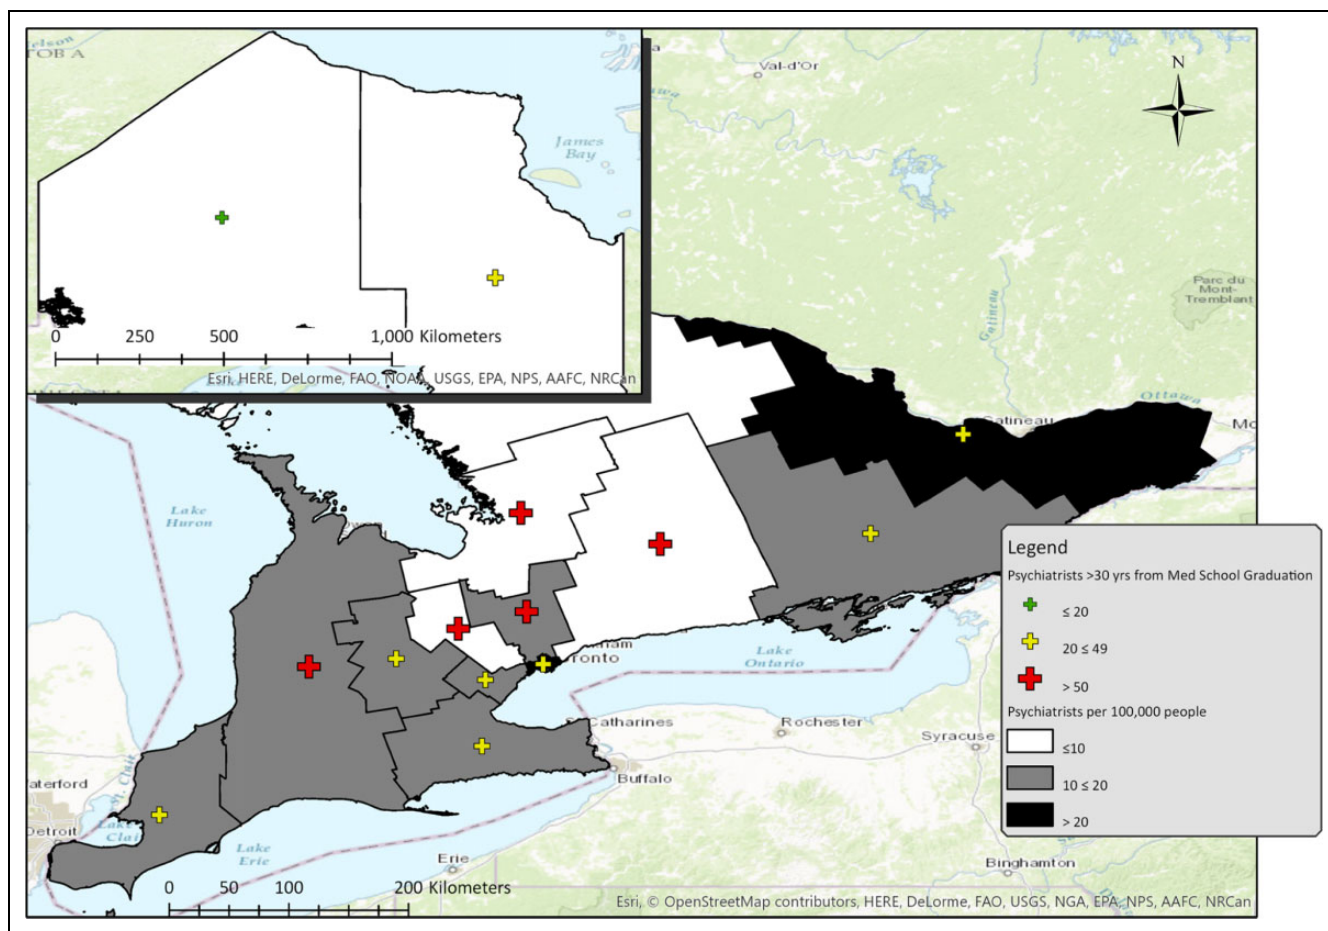 TOB A
James
Bay
0 250 500 1,000 Kilometers
Esri, HERE, DeLorme, FAO, NOAA, USGS, EPA, NPS, AAFC, NRCan
Val-d'Or
N
Parc du
Mont-
Tremblant
Gatineau
Ottawa
Gatineau
Lake
Huron
Toronto
Lake
Ontario
St Catharines
Rochester
Syracuse
Buffalo
Waterford
Detroit
Lake
Erie
Erie
Binghamton
Legend
Psychiatrists >30 yrs from Med School Graduation
≤ 20
20 ≤ 49
> 50
Psychiatrists per 100,000 people
≤10
10 ≤ 20
> 20
0 50 100 200 Kilometers
Esri, © OpenStreetMap contributors, HERE, DeLorme, FAO, USGS, NGA, EPA, NPS, AAFC, NRCan